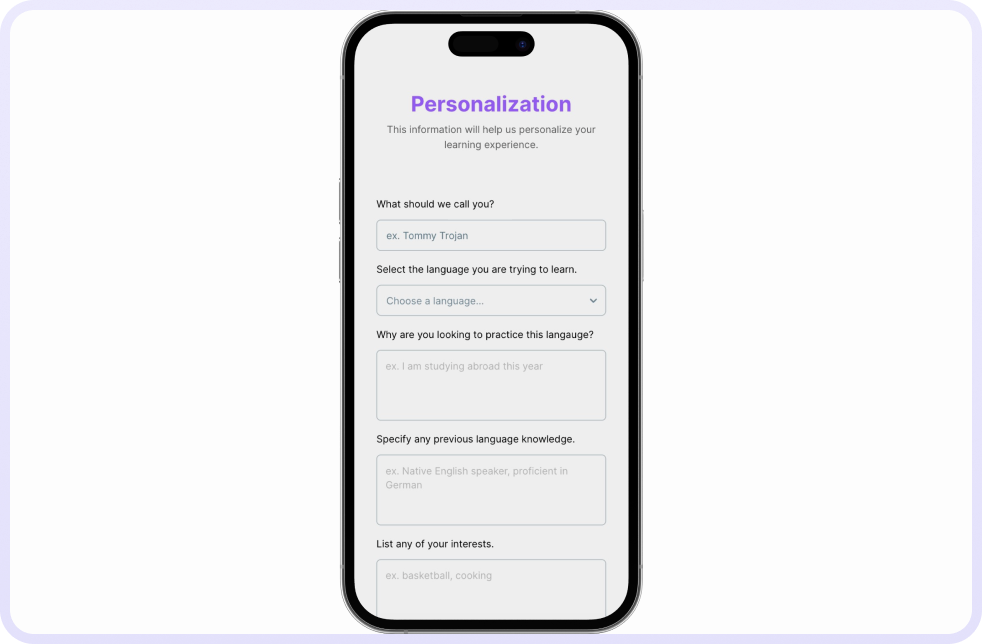 Personalization
This information will help us personalize your
learning experience.
What should we call you?
ex. Tommy Trojan
Select the language you are trying to learn.
Choose a language...
Why are you looking to practice this langauge?
ex. I am studying abroad this year
Specify any previous language knowledge.
ex. Native English speaker, proficient in
German
List any of your interests.
ex. basketball, cooking